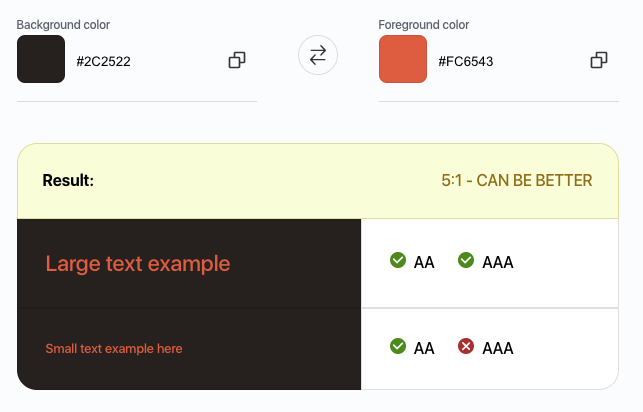 Background color
Foreground color
#2C2522
#FC6543
Result:
5:1 - CAN BE BETTER
Large text example
AA
AAA
Small text example here
AA
AAA